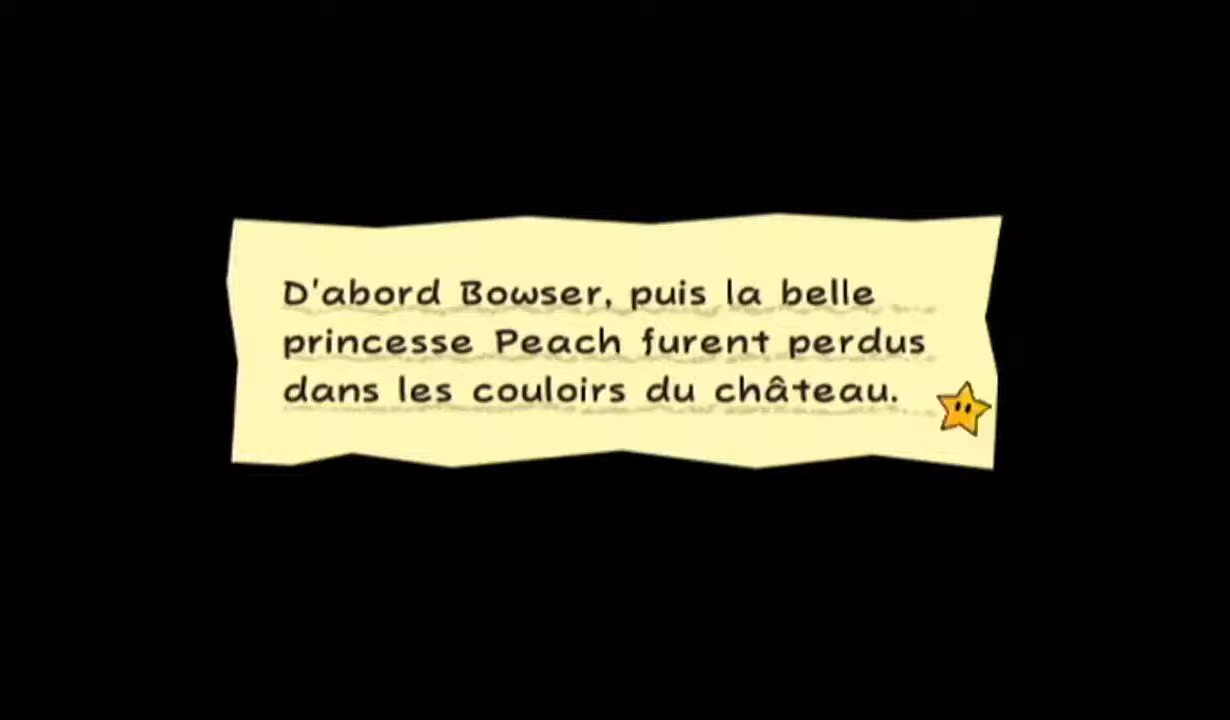 D'abord Bowser, puis la belle
princesse Peach furent perdus
dans les couloirs du château.